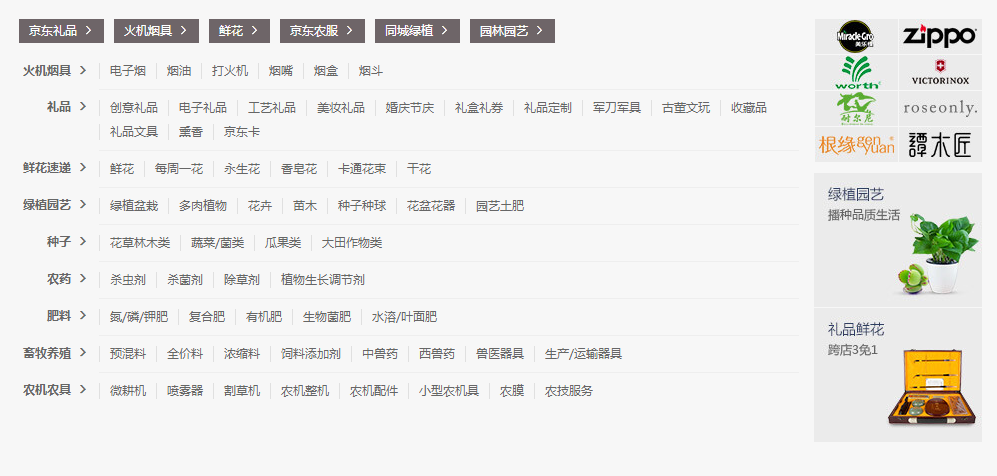 京东礼品 火机烟具 鲜花 京东农服 同城绿植 园林园艺
火机烟具 电子烟 烟油 打火机 烟嘴 烟盒 烟斗
礼品 创意礼品 电子礼品 工艺礼品 美妆礼品 婚庆节庆 礼盒礼券 礼品定制 军刀军具 古董文玩 收藏品
礼品文具 熏香 京东卡
鲜花速递 鲜花 每周一花 永生花 香皂花 卡通花束 干花
绿植园艺 绿植盆栽 多肉植物 花卉 苗木 种子种球 花盆花器 园艺土肥
种子 花草林木类 蔬菜/菌类 瓜果类 大田作物类
农药 杀虫剂 杀菌剂 除草剂 植物生长调节剂
肥料 氮/磷/钾肥 复合肥 有机肥 生物菌肥 水溶/叶面肥
畜牧养殖 预混料 全价料 浓缩料 饲料添加剂 中兽药 西兽药 兽医器具 生产/运输器具
农机农具 微耕机 喷雾器 割草机 农机整机 农机配件 小型农机具 农膜 农技服务
Miracle-Gro 美乐棵 zippo
worth VICTORINOX
耐尔尼 roseonly.
根缘genyuan 譚木匠
绿植园艺
播种品质生活
礼品鲜花
跨店3免1